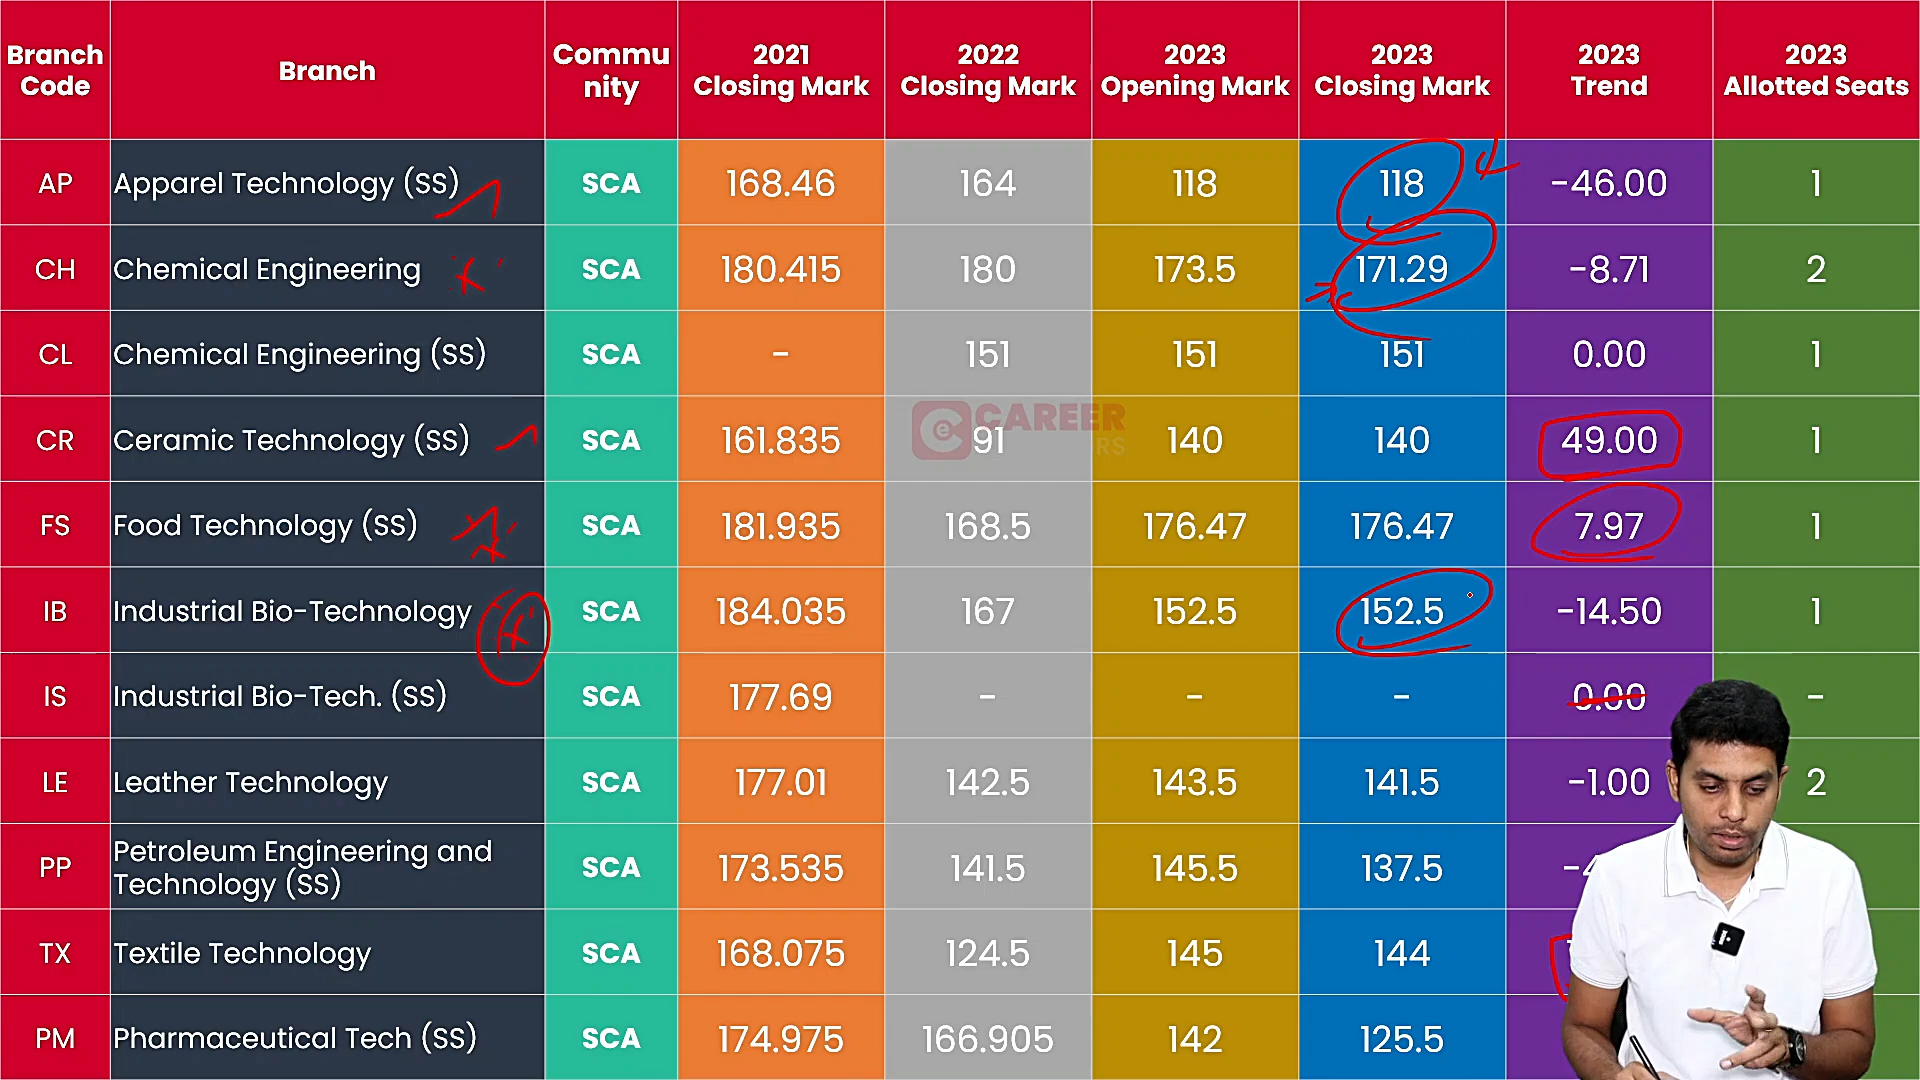 Branch Code Branch Commu nity 2021 Closing Mark 2022 Closing Mark 2023 Opening Mark 2023 Closing Mark 2023 Trend 2023 Allotted Seats
AP Apparel Technology (SS) SCA 168.46 164 118 118 -46.00 1
CH Chemical Engineering SCA 180.415 180 173.5 171.29 -8.71 2
CL Chemical Engineering (SS) SCA - 151 151 151 0.00 1
CAREER
CR Ceramic Technology (SS) SCA 161.835 91 140 140 49.00 1
FS Food Technology (SS) SCA 181.935 168.5 176.47 176.47 7.97 1
IB Industrial Bio-Technology SCA 184.035 167 152.5 152.5 -14.50 1
IS Industrial Bio-Tech. (SS) SCA 177.69 - - - 0.00 -
LE Leather Technology SCA 177.01 142.5 143.5 141.5 -1.00 2
PP Petroleum Engineering and Technology (SS) SCA 173.535 141.5 145.5 137.5
TX Textile Technology SCA 168.075 124.5 145 144
PM Pharmaceutical Tech (SS) SCA 174.975 166.905 142 125.5